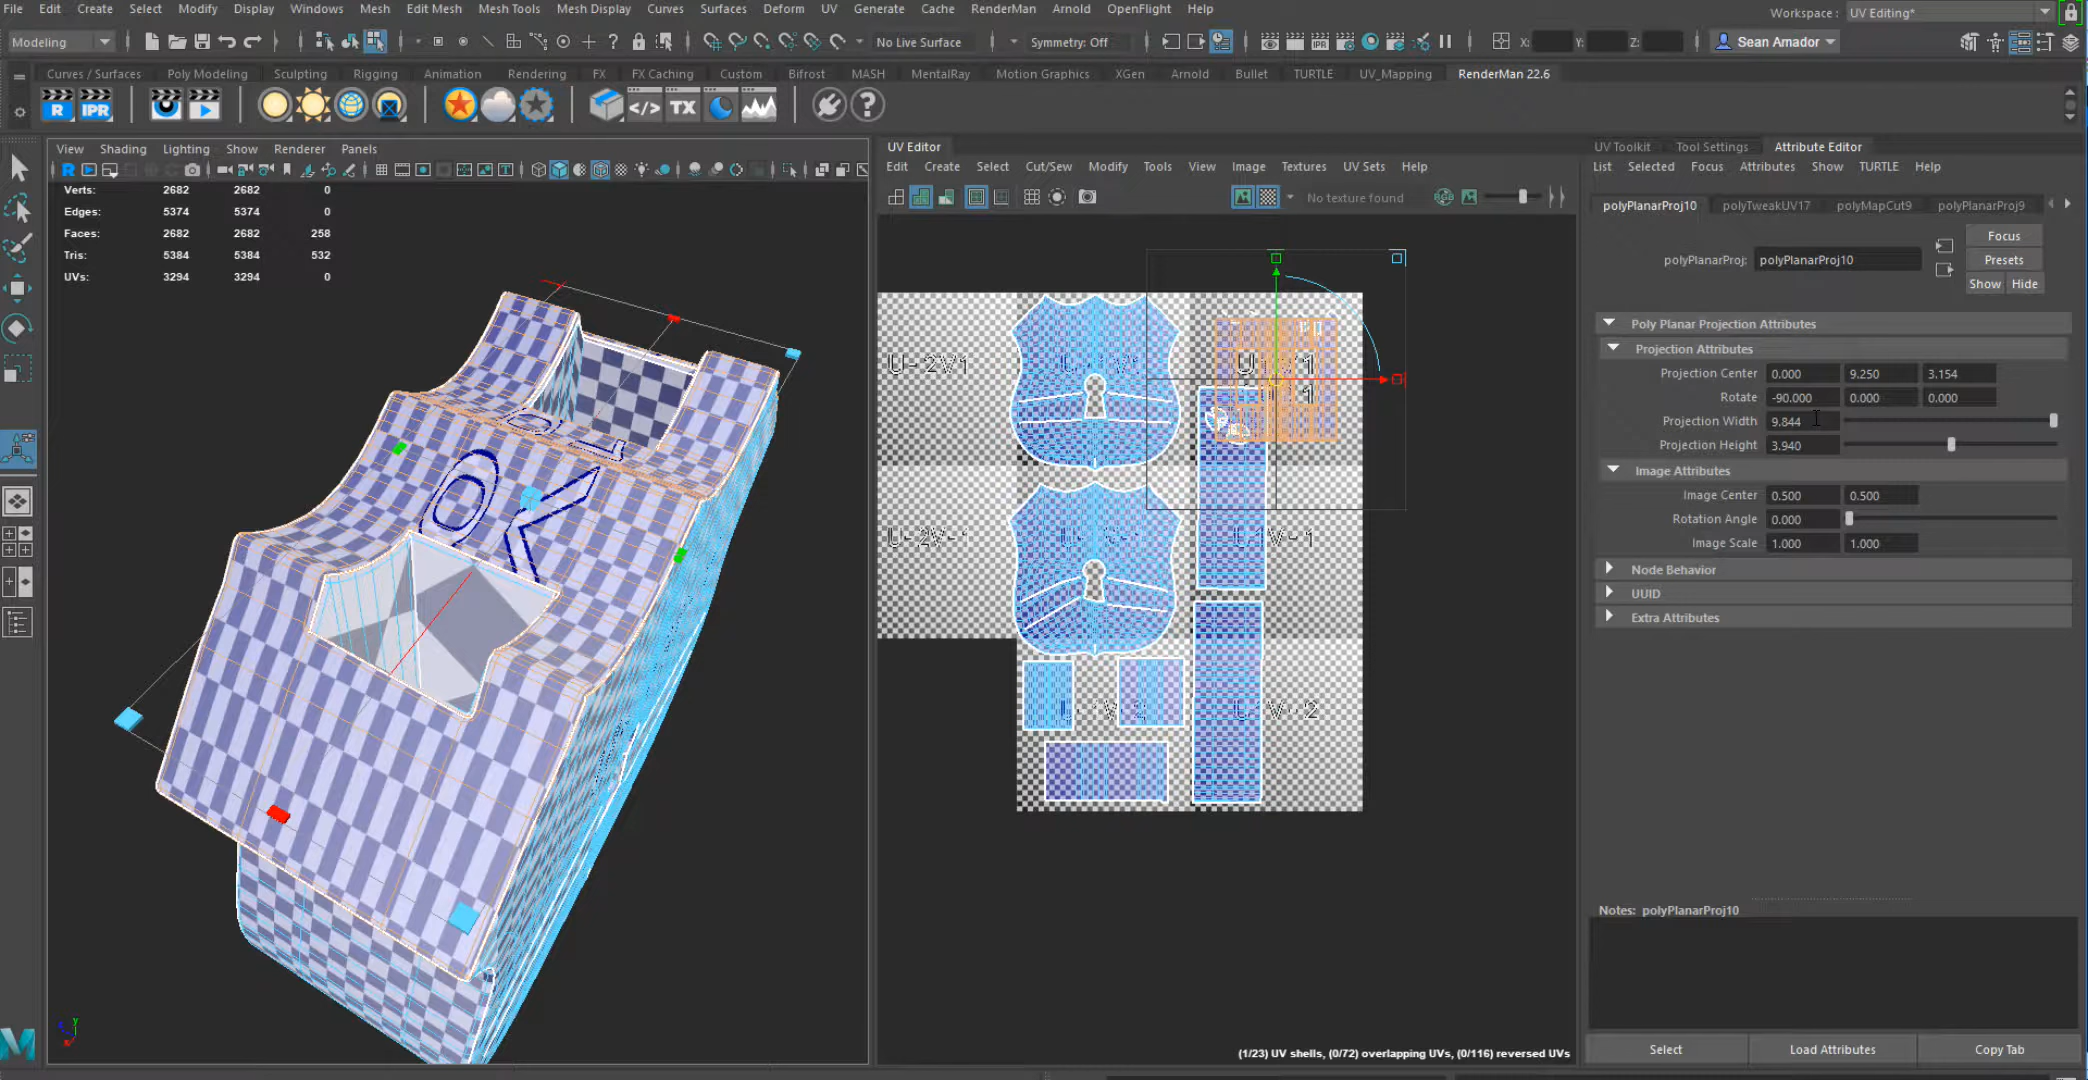 File Edit Create Select Modify Display Windows Mesh Edit Mesh Mesh Tools Mesh Display Curves Surfaces Deform UV Generate Cache RenderMan Arnold OpenFlight Help
Workspace : UV Editing*
Modeling
No Live Surface
Symmetry: Off
X: Y: Z:
Sean Amador
Curves / Surfaces Poly Modeling Sculpting Rigging Animation Rendering FX FX Caching Custom Bifrost MASH MentalRay Motion Graphics XGen Arnold Bullet TURTLE UV_Mapping RenderMan 22.6
R IPR </> TX ?
View Shading Lighting Show Renderer Panels
Verts: 2682 2682 0
Edges: 5374 5374 0
Faces: 2682 2682 258
Tris: 5384 5384 532
UVs: 3294 3294 0
UV Editor
Edit Create Select Cut/Sew Modify Tools View Image Textures UV Sets Help
No texture found
U-2V1
U-2V-1
(1/23) UV shells, (0/72) overlapping UVs, (0/116) reversed UVs
UV Toolkit Tool Settings Attribute Editor
List Selected Focus Attributes Show TURTLE Help
polyPlanarProj10 polyTweakUV17 polyMapCut9 polyPlanarProj9
Focus
polyPlanarProj: polyPlanarProj10
Presets
Show Hide
Poly Planar Projection Attributes
Projection Attributes
Projection Center 0.000 9.250 3.154
Rotate -90.000 0.000 0.000
Projection Width 9.844
Projection Height 3.940
Image Attributes
Image Center 0.500 0.500
Rotation Angle 0.000
Image Scale 1.000 1.000
Node Behavior
UUID
Extra Attributes
Notes: polyPlanarProj10
Select Load Attributes Copy Tab